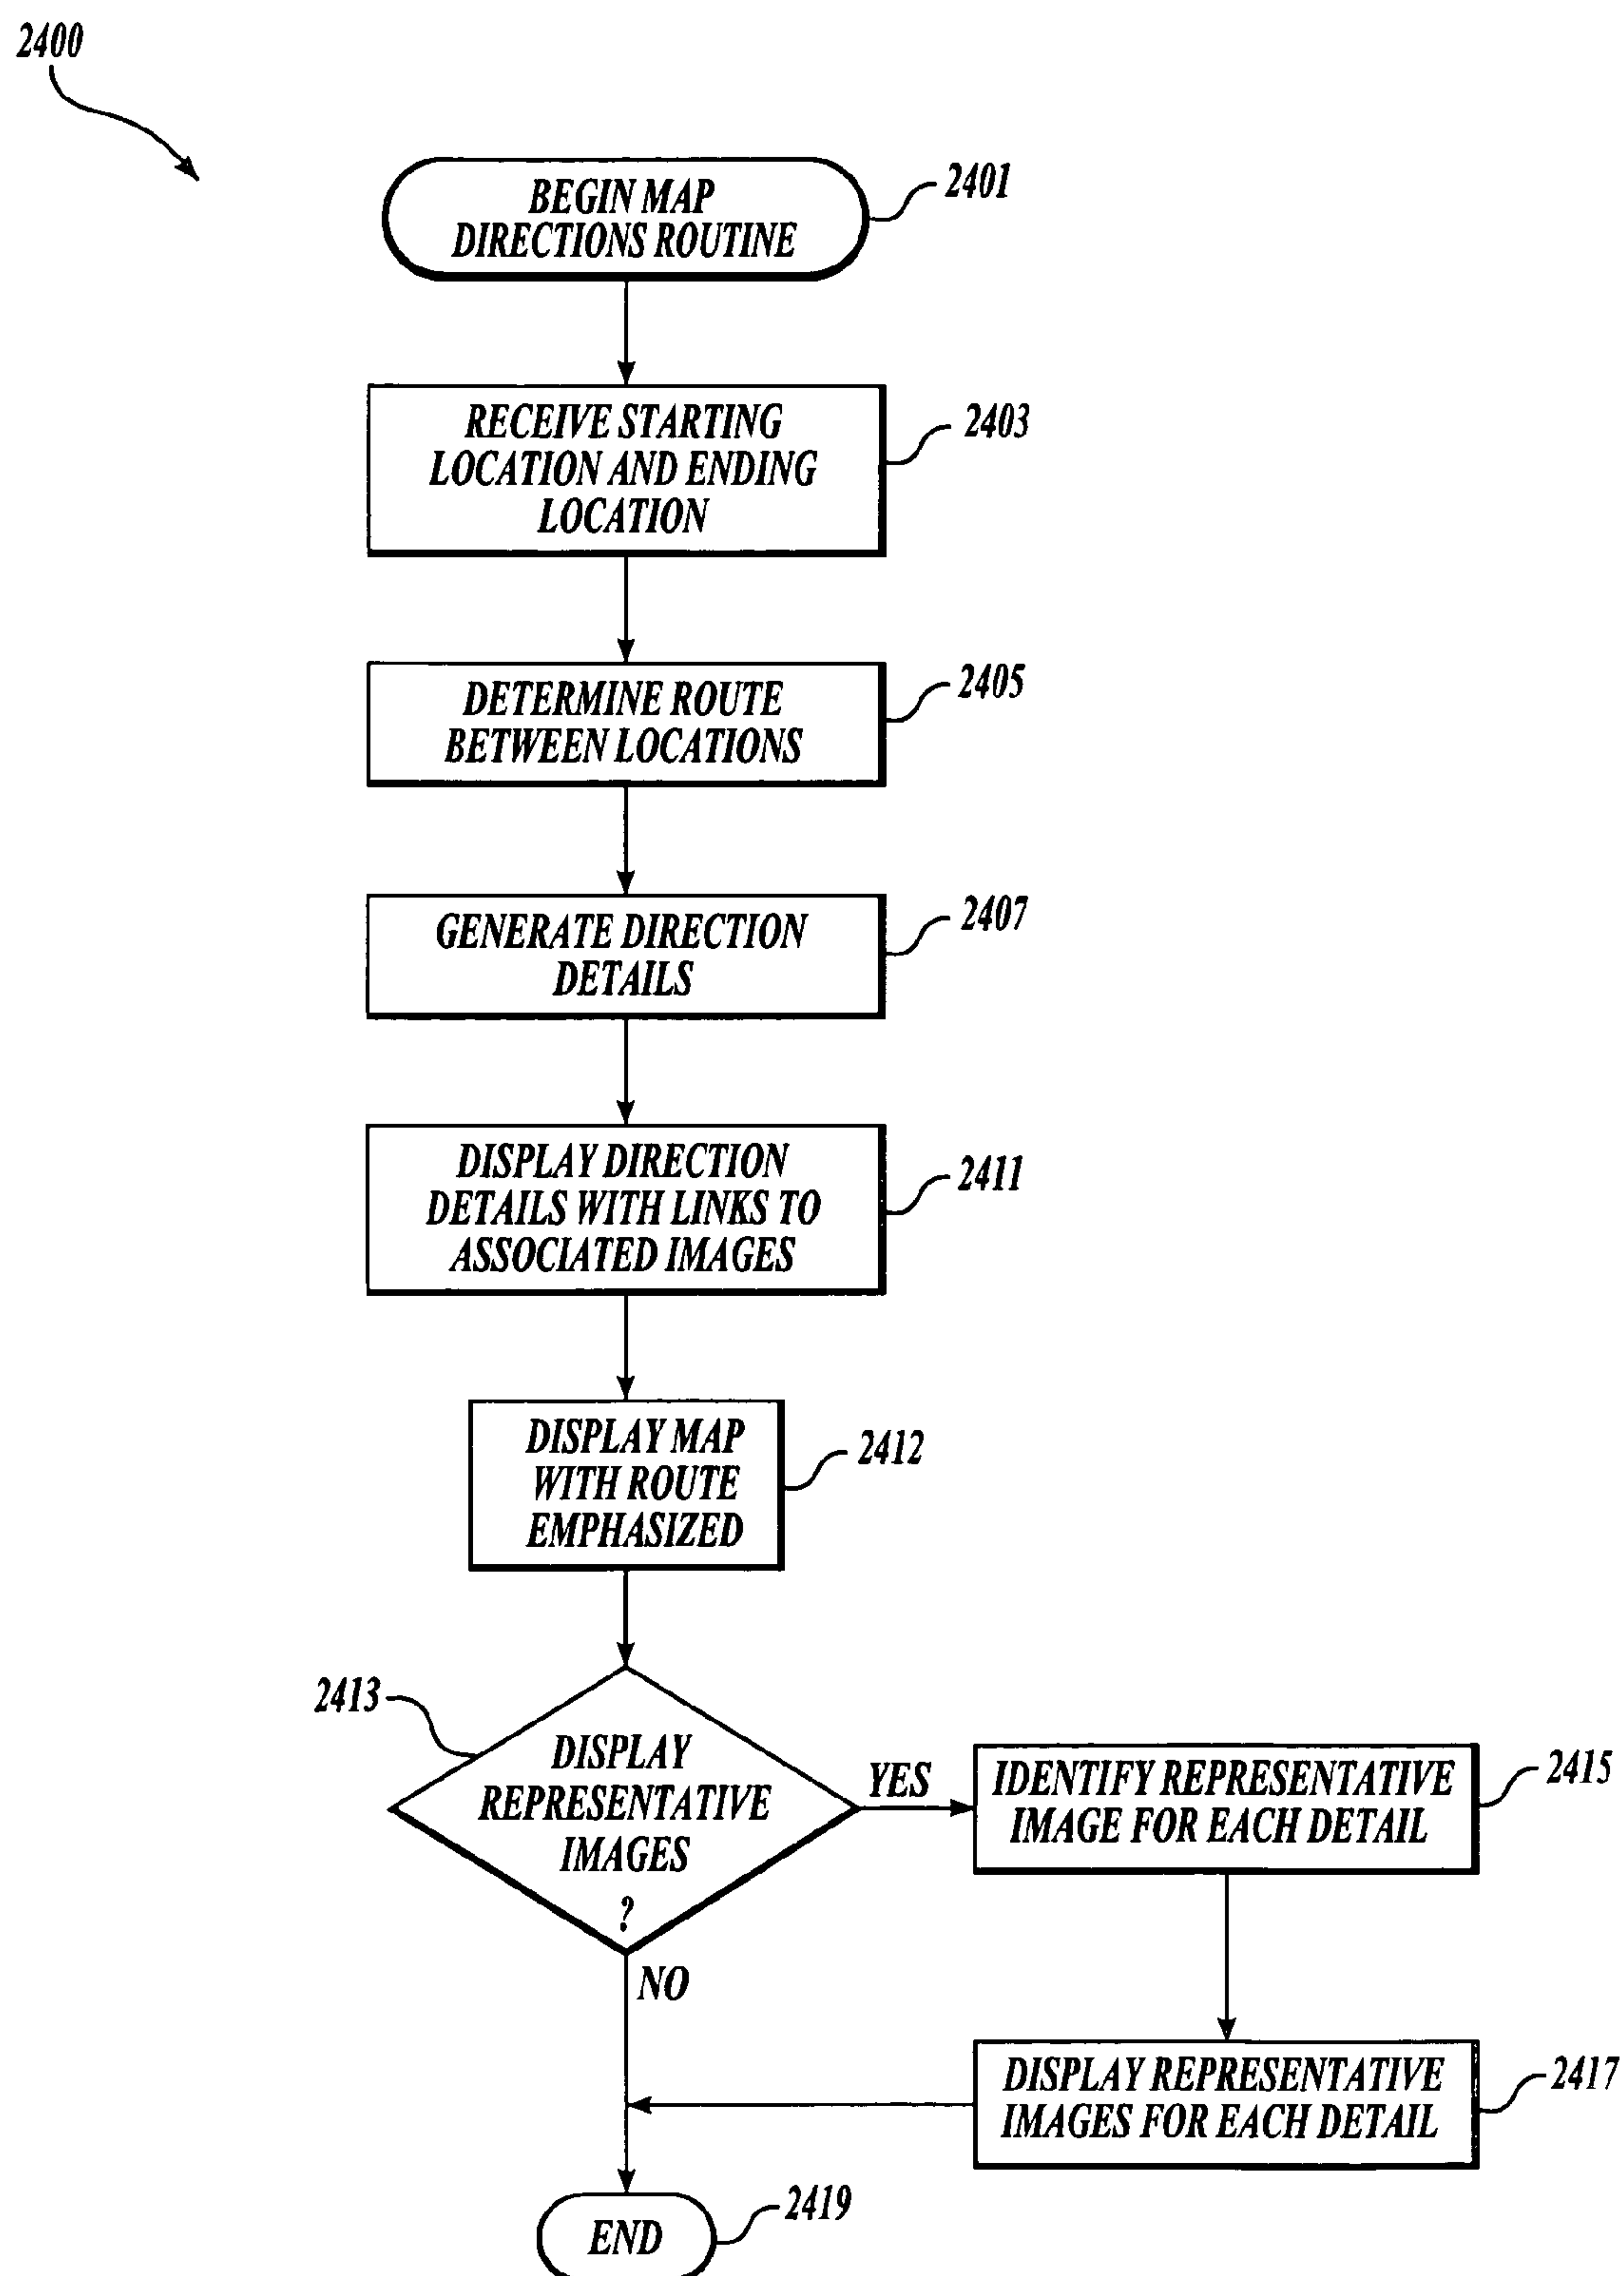 2400
BEGIN MAP
DIRECTIONS ROUTINE
2401
RECEIVE STARTING
LOCATION AND ENDING
LOCATION
2403
DETERMINE ROUTE
BETWEEN LOCATIONS
2405
GENERATE DIRECTION
DETAILS
2407
DISPLAY DIRECTION
DETAILS WITH LINKS TO
ASSOCIATED IMAGES
2411
DISPLAY MAP
WITH ROUTE
EMPHASIZED
2412
2413
DISPLAY
REPRESENTATIVE
IMAGES
?
YES
IDENTIFY REPRESENTATIVE
IMAGE FOR EACH DETAIL
2415
NO
DISPLAY REPRESENTATIVE
IMAGES FOR EACH DETAIL
2417
END
2419